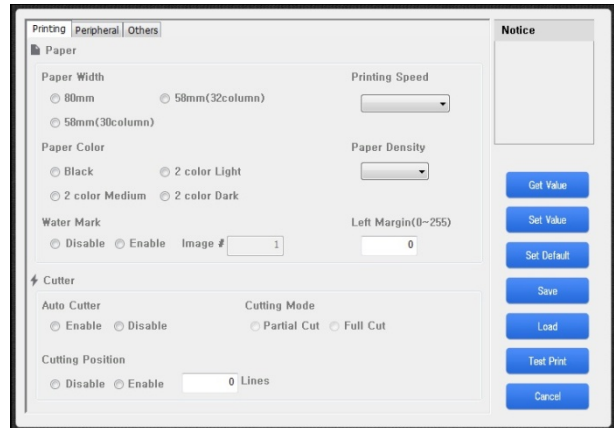 Printing Peripheral Others
Paper
Paper Width
80mm 58mm(32column)
58mm(30column)
Printing Speed
Paper Color
Black 2 color Light
2 color Medium 2 color Dark
Paper Density
Water Mark
Disable Enable Image # 1
Left Margin(0~255)
0
Cutter
Auto Cutter
Enable Disable
Cutting Mode
Partial Cut Full Cut
Cutting Position
Disable Enable 0 Lines
Notice
Get Value
Set Value
Set Default
Save
Load
Test Print
Cancel